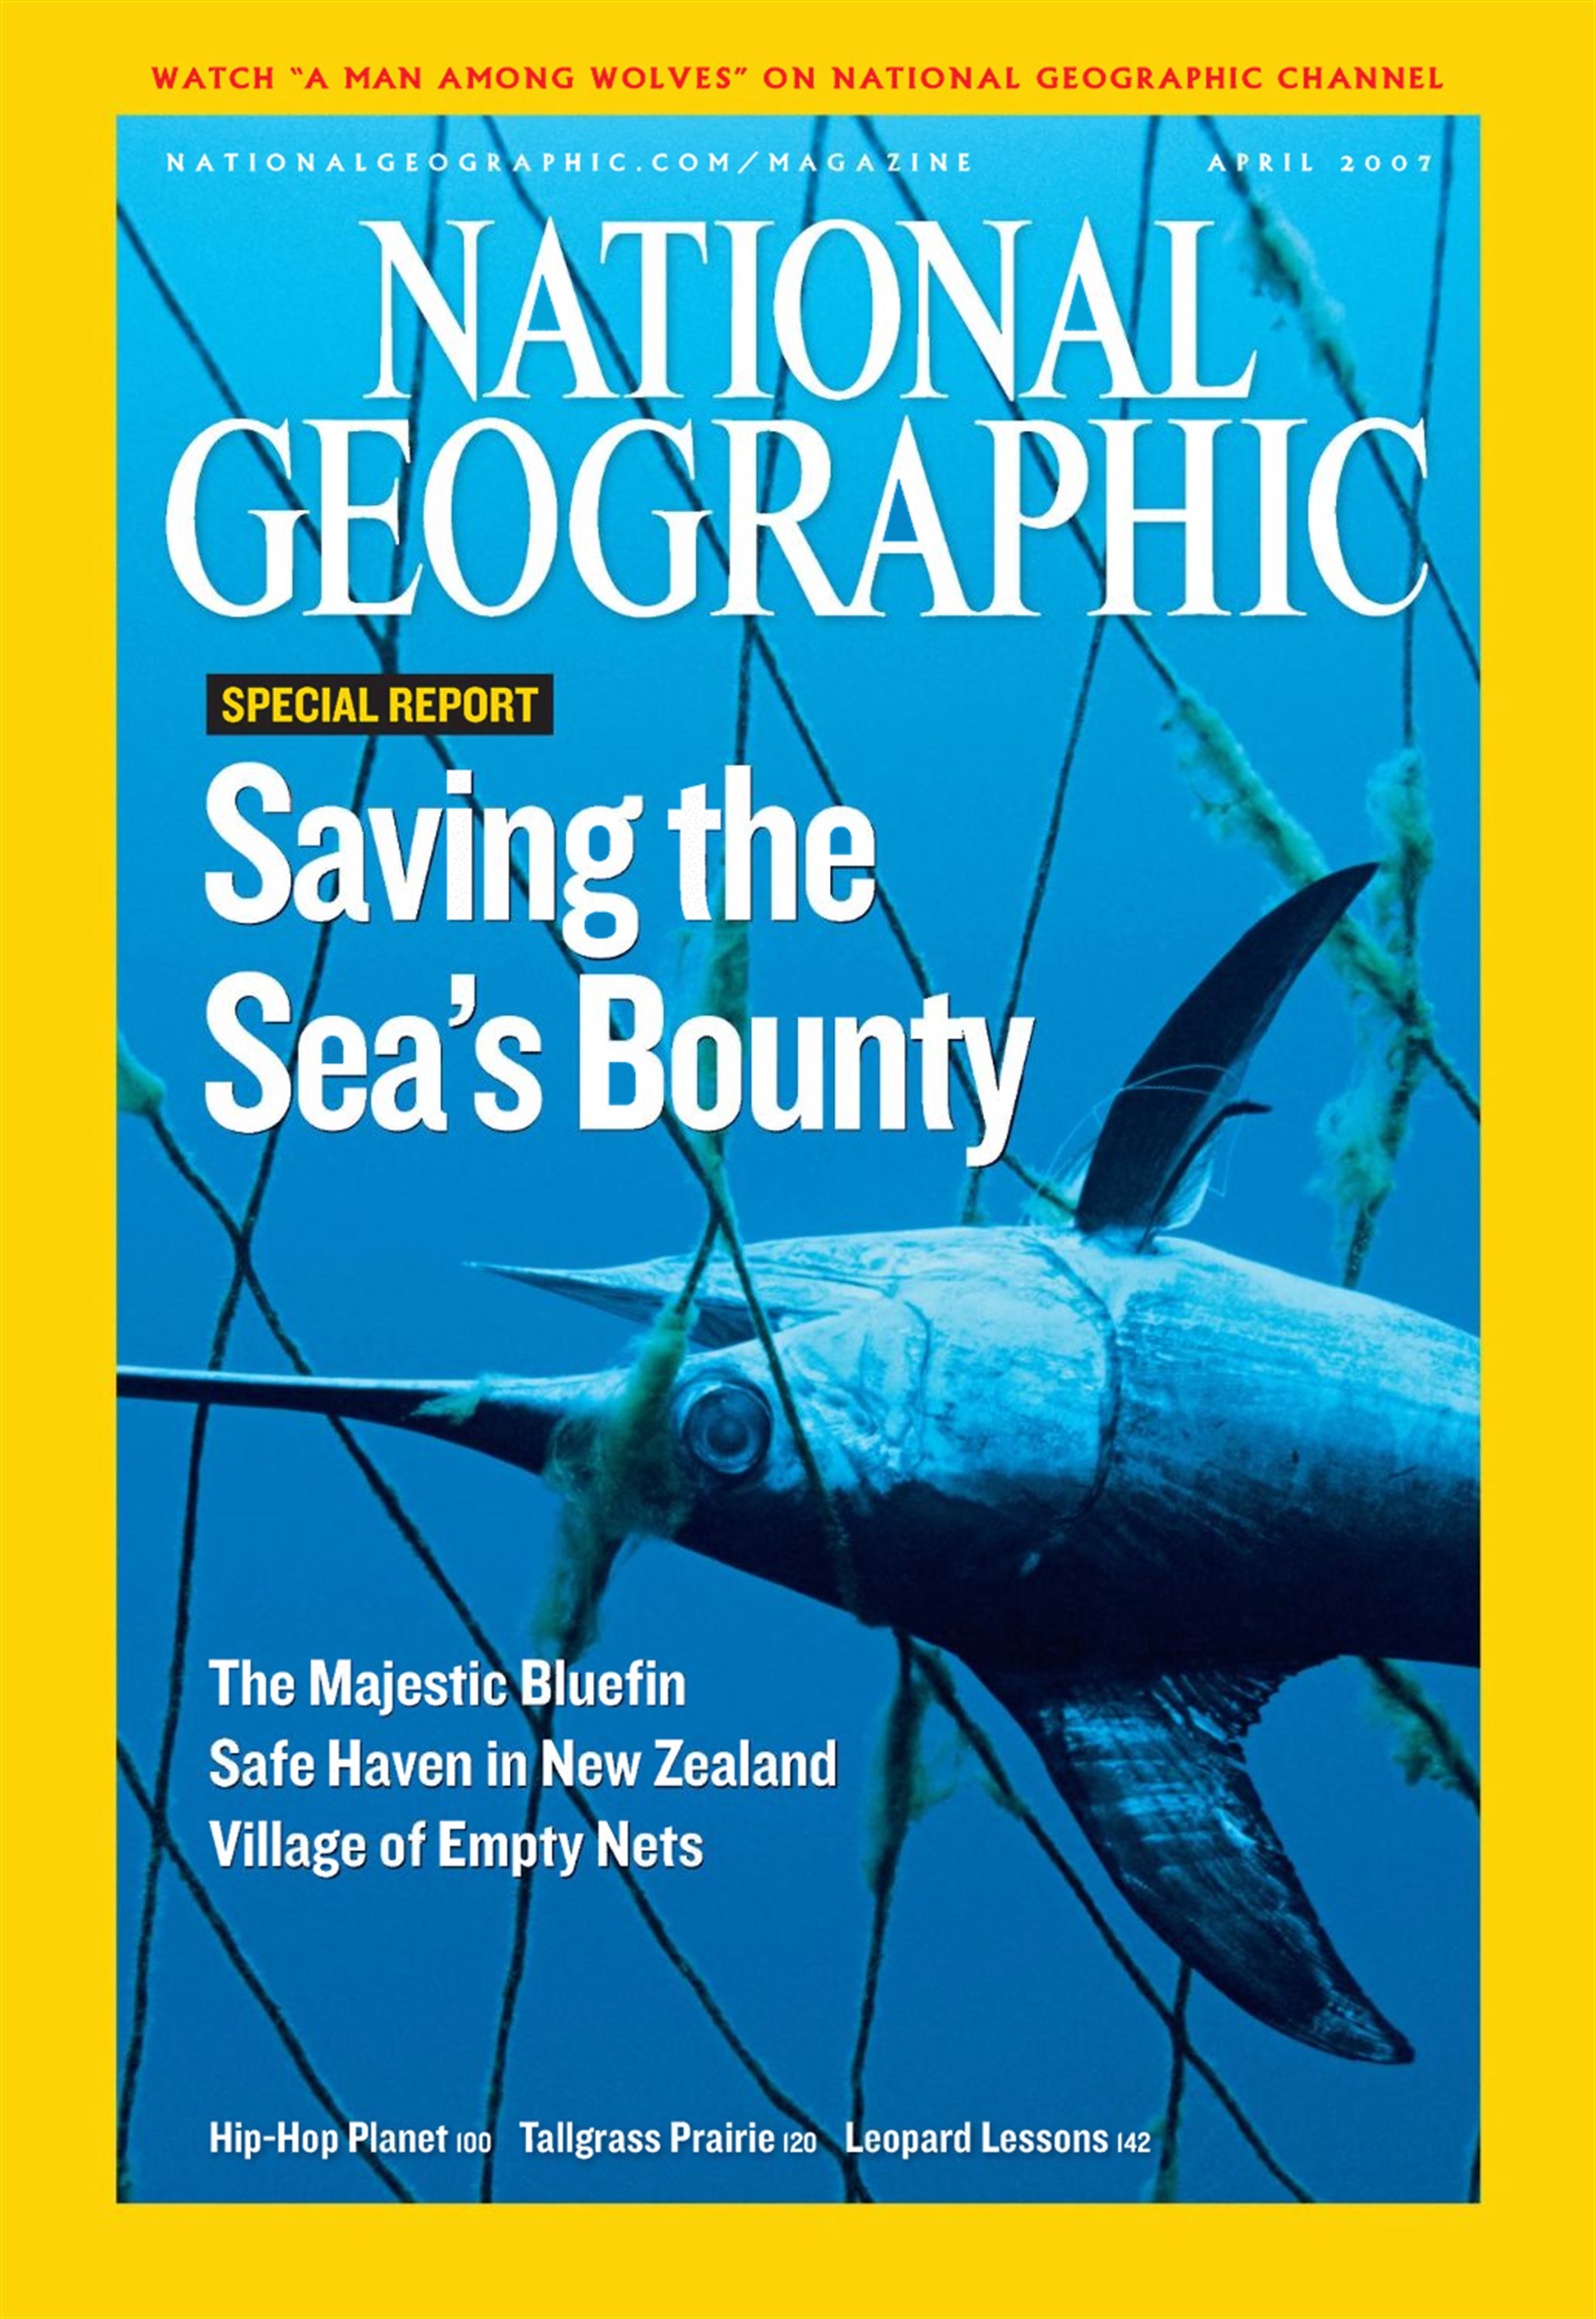 WATCH "A MAN AMONG WOLVES" ON NATIONAL GEOGRAPHIC CHANNEL
NATIONALGEOGRAPHIC.COM/MAGAZINE APRIL 2007
NATIONAL
GEOGRAPHIC
SPECIAL REPORT
Saving the
Sea's Bounty
The Majestic Bluefin
Safe Haven in New Zealand
Village of Empty Nets
Hip-Hop Planet 100 Tallgrass Prairie 120 Leopard Lessons 142